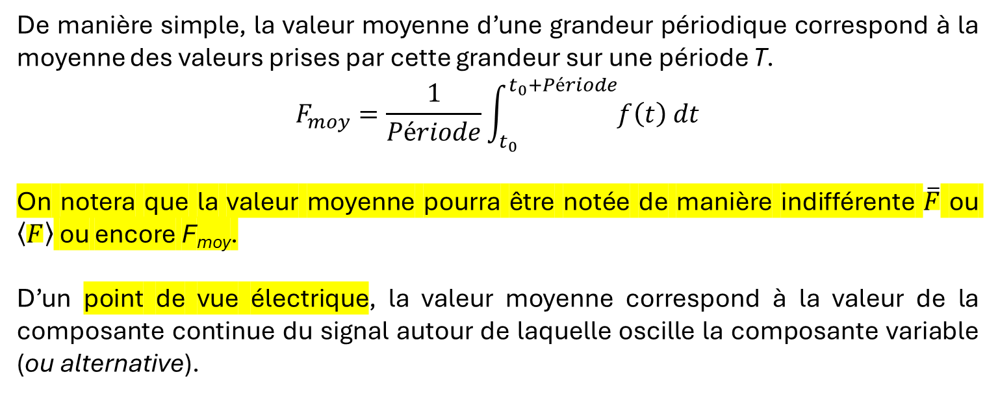 De manière simple, la valeur moyenne d’une grandeur périodique correspond à la
moyenne des valeurs prises par cette grandeur sur une période T.
F_{moy} = \frac{1}{Période} \int_{t_0}^{t_0+Période} f(t) dt
On notera que la valeur moyenne pourra être notée de manière indifférente F̄ ou
⟨F⟩ ou encore F_{moy}.
D’un point de vue électrique, la valeur moyenne correspond à la valeur de la
composante continue du signal autour de laquelle oscille la composante variable
(ou alternative).